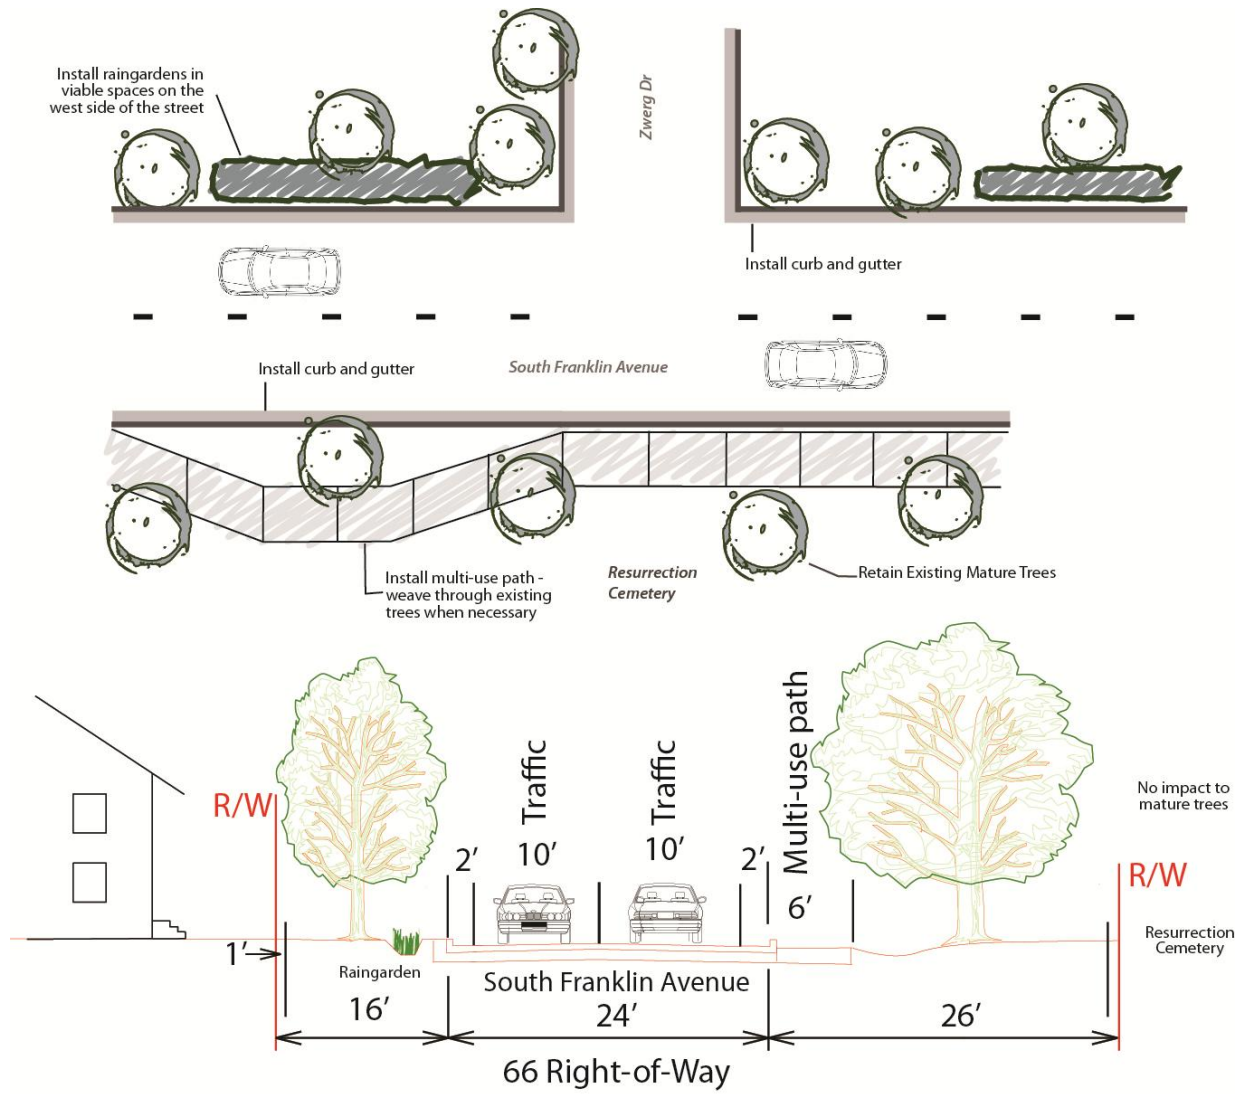 Install raingardens in
viable spaces on the
west side of the street
Zwerg Dr
Install curb and gutter
Install curb and gutter
South Franklin Avenue
Install multi-use path -
weave through existing
trees when necessary
Resurrection
Cemetery
Retain Existing Mature Trees
R/W
Traffic
Traffic
Multi-use path
No impact to
mature trees
2’
10’
10’
2’
6’
R/W
1’
Raingarden
Resurrection
Cemetery
South Franklin Avenue
16’
24’
26’
66 Right-of-Way